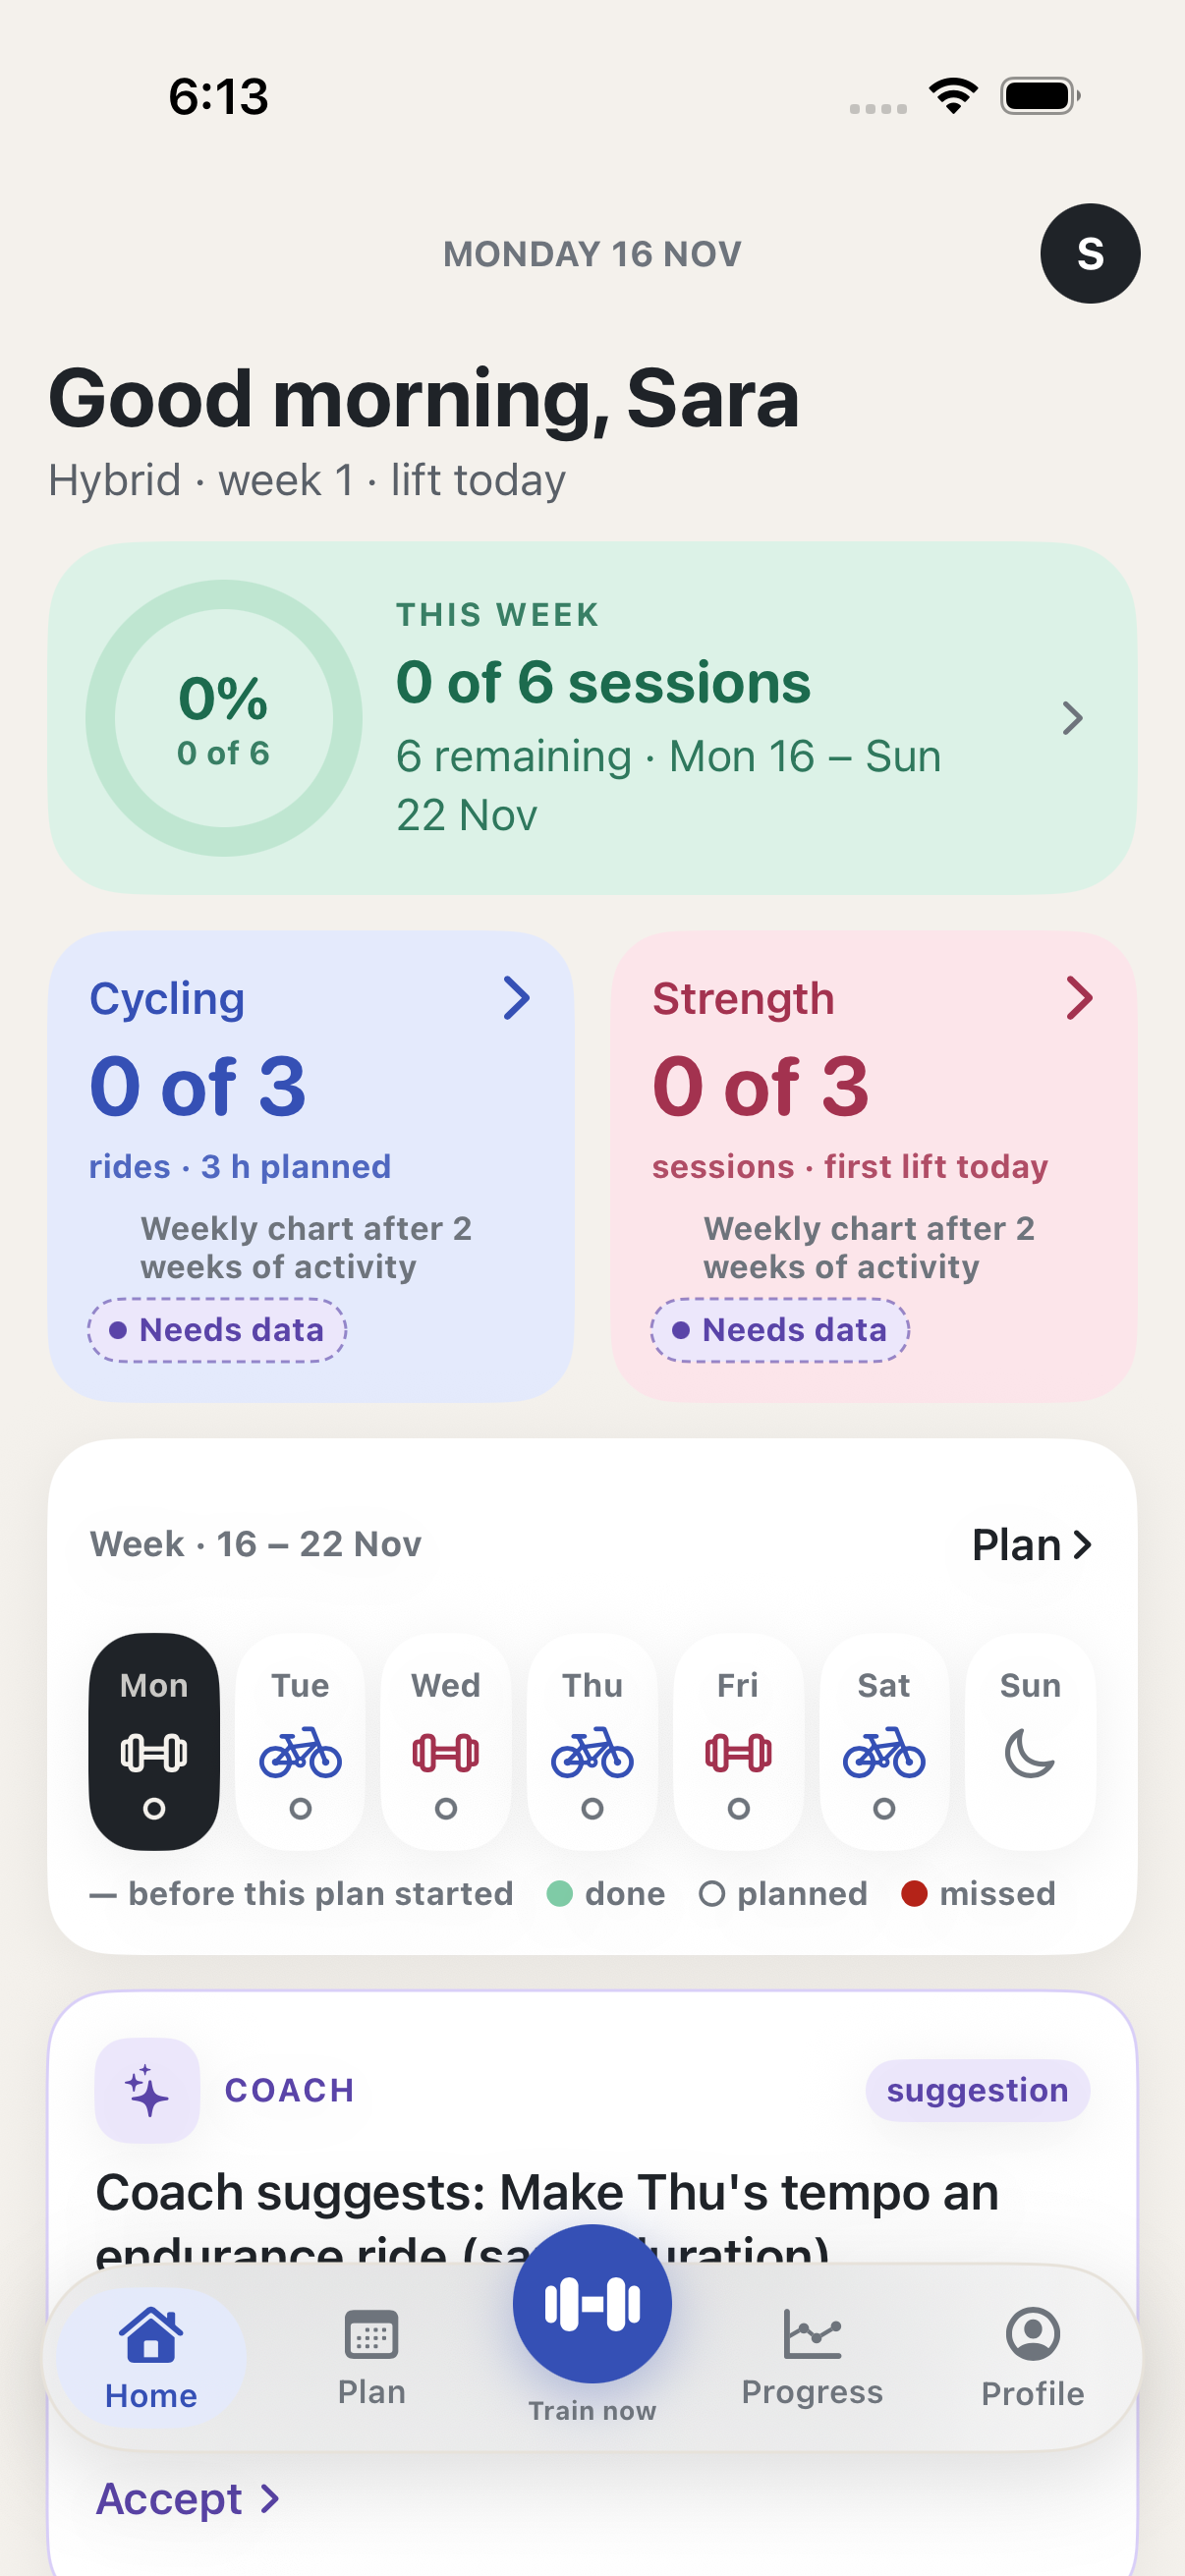 6:13
MONDAY 16 NOV
S
Good morning, Sara
Hybrid · week 1 · lift today
THIS WEEK
0%
0 of 6
0 of 6 sessions
6 remaining · Mon 16 – Sun
22 Nov
Cycling
0 of 3
rides · 3 h planned
Weekly chart after 2
weeks of activity
Needs data
Strength
0 of 3
sessions · first lift today
Weekly chart after 2
weeks of activity
Needs data
Week · 16 – 22 Nov
Plan
Mon Tue Wed Thu Fri Sat Sun
— before this plan started done planned missed
COACH
suggestion
Coach suggests: Make Thu's tempo an
endurance ride
Home Plan Train now Progress Profile
Accept